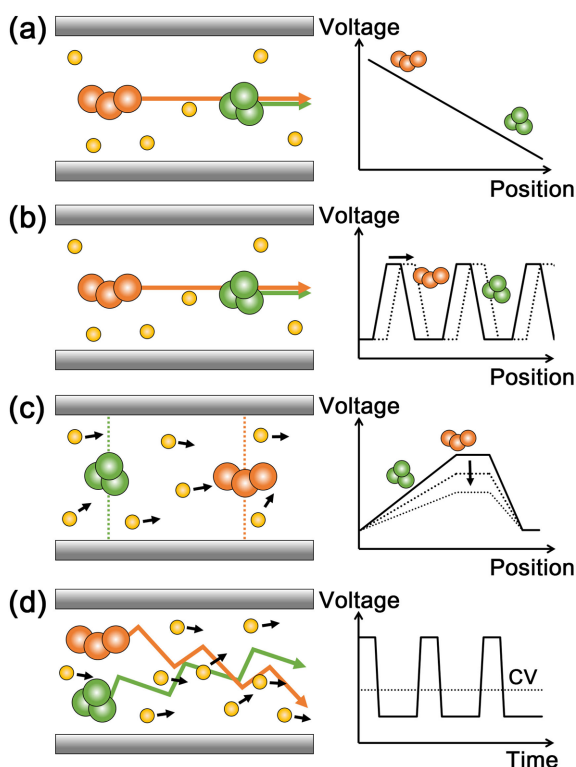 (a)
Voltage
Position
(b)
Voltage
Position
(c)
Voltage
Position
(d)
Voltage
CV
Time